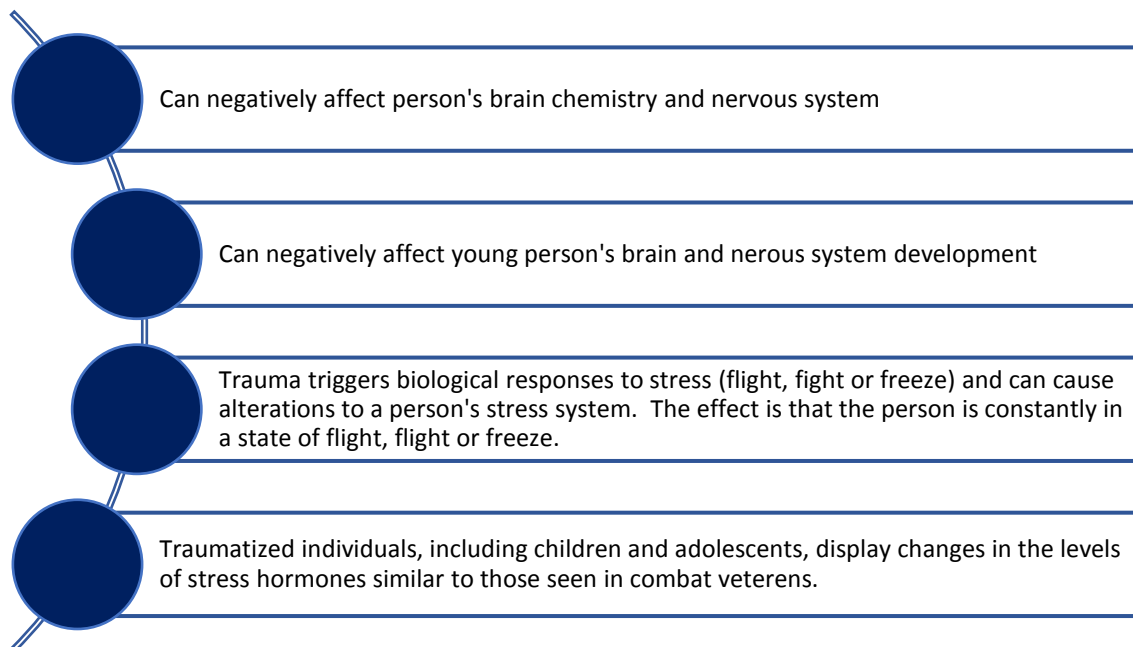 Can negatively affect person's brain chemistry and nervous system
Can negatively affect young person's brain and nerous system development
Trauma triggers biological responses to stress (flight, fight or freeze) and can cause
alterations to a person's stress system.  The effect is that the person is constantly in
a state of flight, flight or freeze.
Traumatized individuals, including children and adolescents, display changes in the levels
of stress hormones similar to those seen in combat veterens.